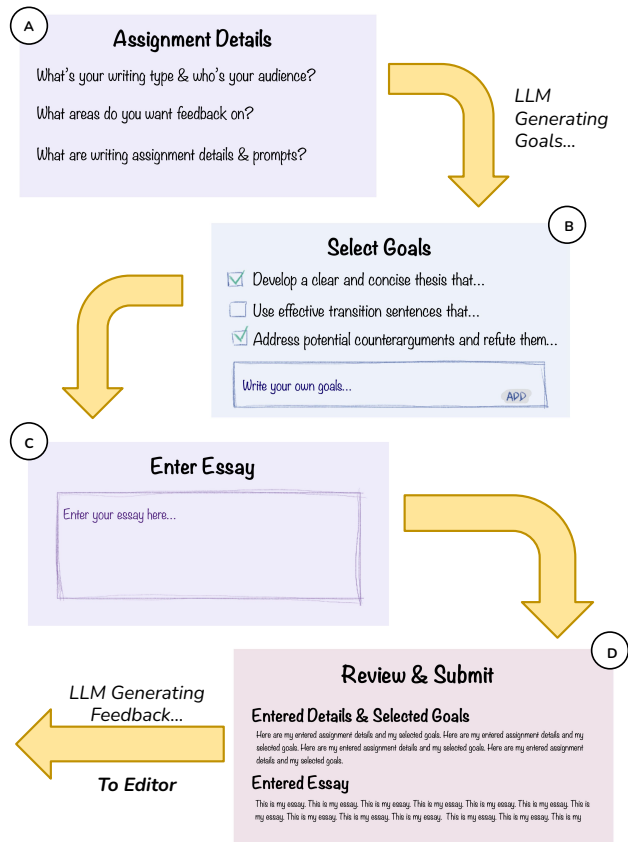 A
Assignment Details
What's your writing type & who's your audience?
What areas do you want feedback on?
What are writing assignment details & prompts?
LLM
Generating
Goals...
B
Select Goals
Develop a clear and concise thesis that...
Use effective transition sentences that...
Address potential counterarguments and refute them...
Write your own goals...
ADD
C
Enter Essay
Enter your essay here...
D
Review & Submit
Entered Details & Selected Goals
Here are my entered assignment details and my selected goals. Here are my entered assignment details and my
selected goals. Here are my entered assignment details and my selected goals. Here are my entered assignment
details and my selected goals.
Entered Essay
This is my essay. This is my essay. This is my essay. This is my essay. This is my essay. This is my essay. This is
my essay. This is my essay. This is my essay. This is my essay. This is my essay. This is my essay. This is my
LLM Generating
Feedback...
To Editor